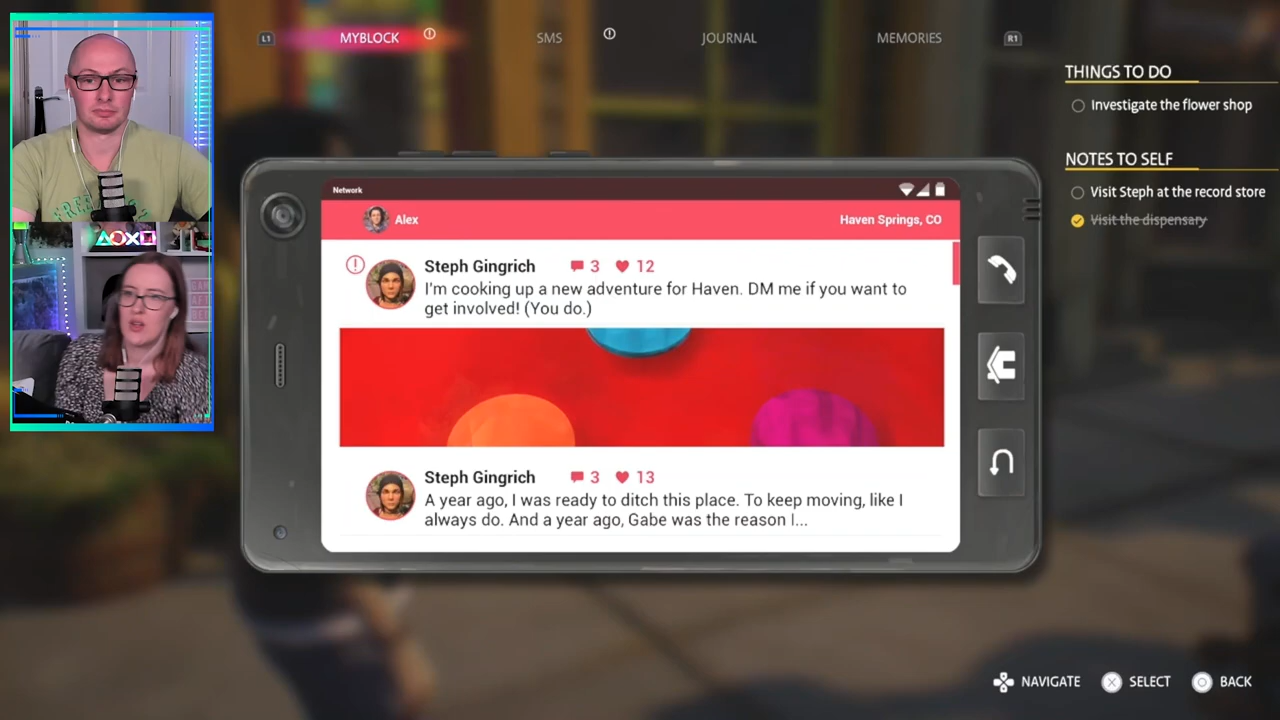 L1
MYBLOCK
SMS
JOURNAL
MEMORIES
R1
THINGS TO DO
Investigate the flower shop
NOTES TO SELF
Visit Steph at the record store
Visit the dispensary
Network
Alex
Haven Springs, CO
Steph Gingrich 3 12
I'm cooking up a new adventure for Haven. DM me if you want to
get involved! (You do.)
Steph Gingrich 3 13
A year ago, I was ready to ditch this place. To keep moving, like I
always do. And a year ago, Gabe was the reason I...
NAVIGATE
SELECT
BACK